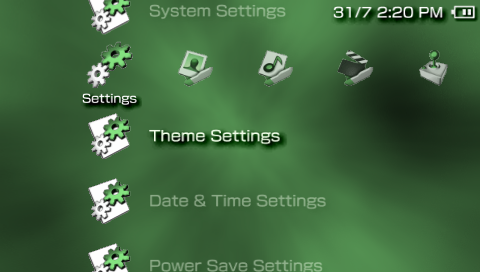 System Settings
31/7 2:20 PM
Settings
Theme Settings
Date & Time Settings
Power Save Settings